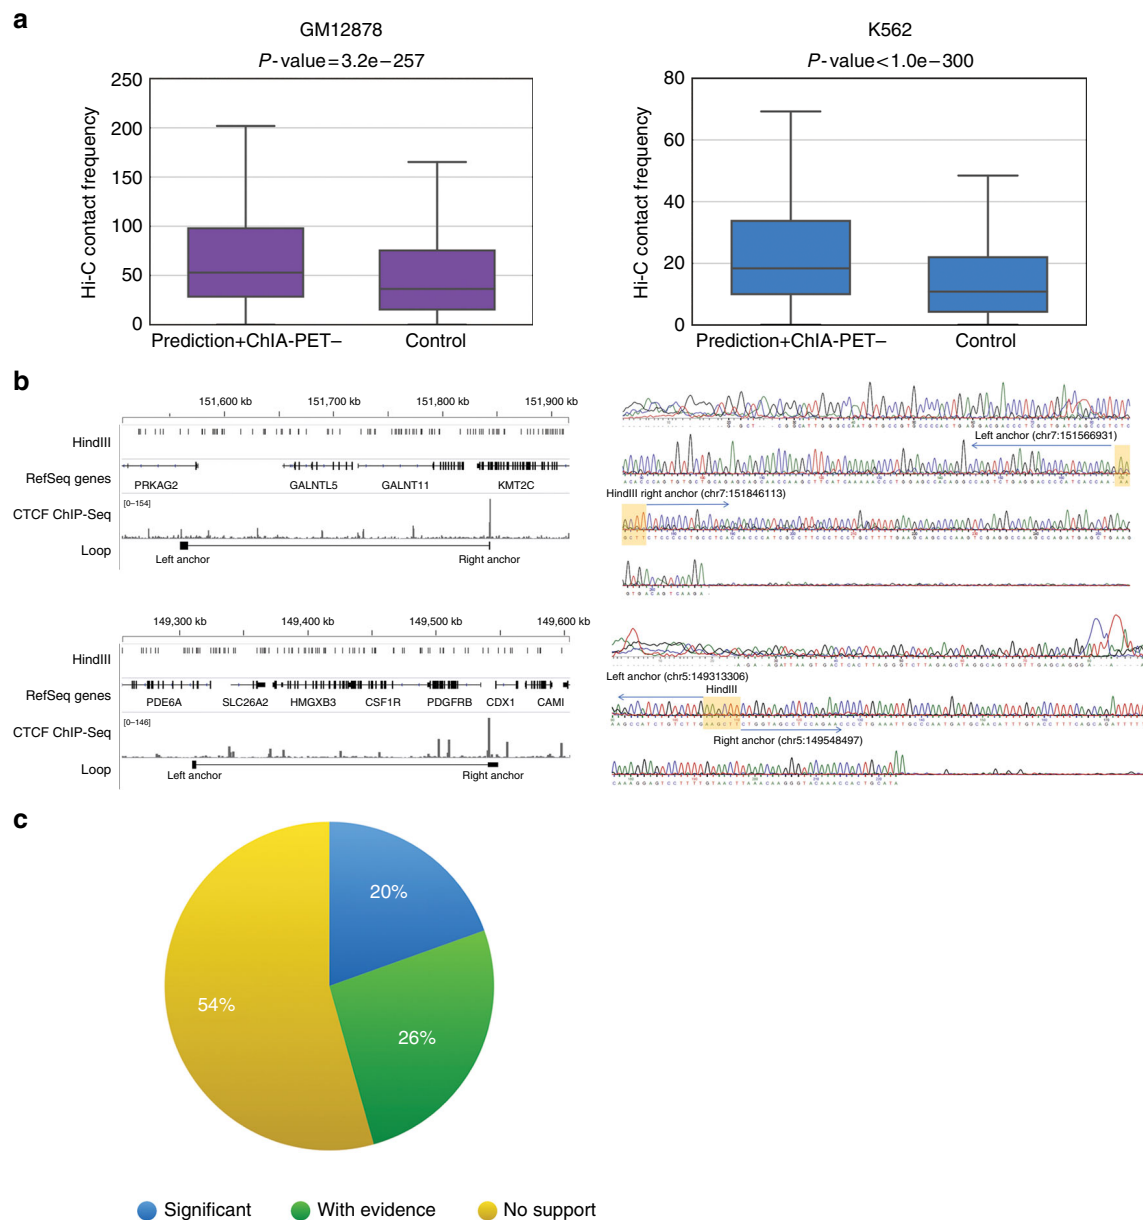 a
GM12878
P-value=3.2e−257
250
200
150
100
50
0
Hi-C contact frequency
Prediction+ChIA-PET−
Control
K562
P-value<1.0e−300
80
60
40
20
0
Hi-C contact frequency
Prediction+ChIA-PET−
Control
b
151,600 kb 151,700 kb 151,800 kb 151,900 kb
HindIII
RefSeq genes
PRKAG2 GALNTL5 GALNT11 KMT2C
CTCF ChIP-Seq
[0–154]
Loop
Left anchor Right anchor
Left anchor (chr7:151566931)
HindIII right anchor (chr7:151846113)
GTGACAGTCAAGA
149,300 kb 149,400 kb 149,500 kb 149,600 kb
HindIII
RefSeq genes
PDE6A SLC26A2 HMGXB3 CSF1R PDGFRB CDX1 CAMI
CTCF ChIP-Seq
[0–146]
Loop
Left anchor Right anchor
Left anchor (chr5:149313306)
HindIII
Right anchor (chr5:149548497)
CAAAGGAGTCCTTTTGTAACTTAAACAAGGGTACAAACCACTGCATA
c
20%
26%
54%
Significant With evidence No support